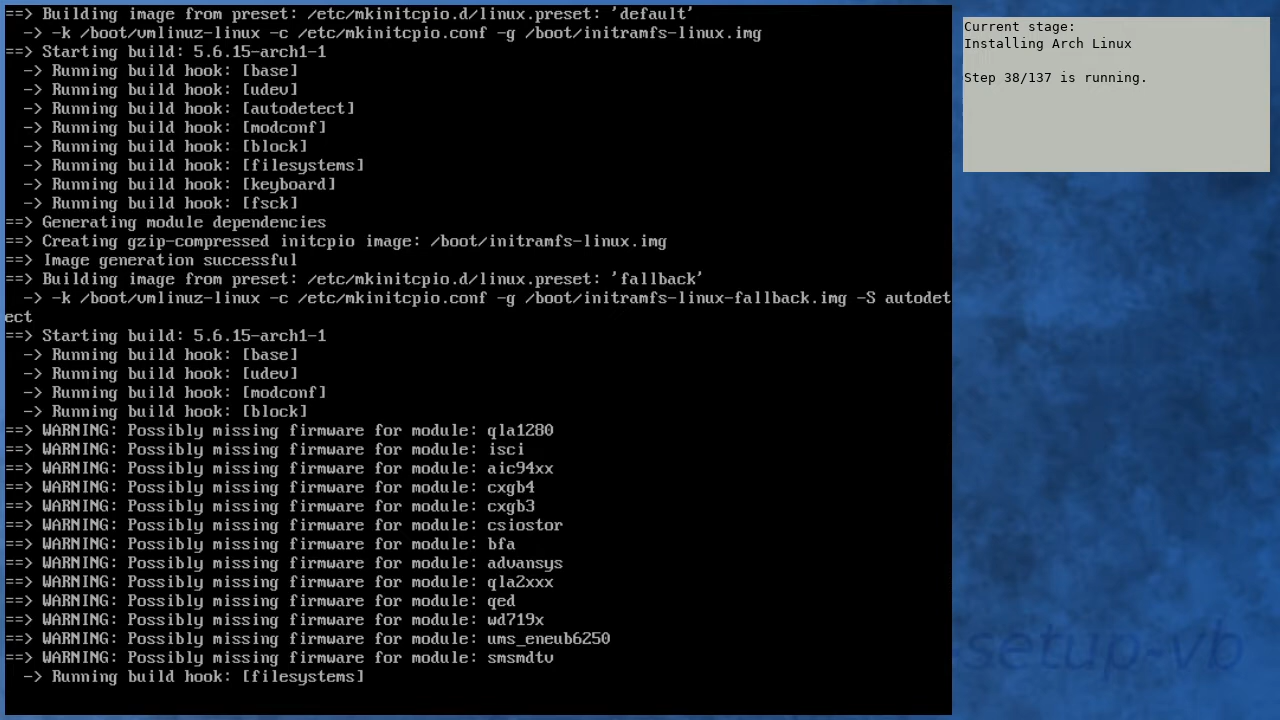 ==> Building image from preset: /etc/mkinitcpio.d/linux.preset: 'default'
  -> -k /boot/vmlinuz-linux -c /etc/mkinitcpio.conf -g /boot/initramfs-linux.img
==> Starting build: 5.6.15-arch1-1
  -> Running build hook: [base]
  -> Running build hook: [udev]
  -> Running build hook: [autodetect]
  -> Running build hook: [modconf]
  -> Running build hook: [block]
  -> Running build hook: [filesystems]
  -> Running build hook: [keyboard]
  -> Running build hook: [fsck]
==> Generating module dependencies
==> Creating gzip-compressed initcpio image: /boot/initramfs-linux.img
==> Image generation successful
==> Building image from preset: /etc/mkinitcpio.d/linux.preset: 'fallback'
  -> -k /boot/vmlinuz-linux -c /etc/mkinitcpio.conf -g /boot/initramfs-linux-fallback.img -S autodet
ect
==> Starting build: 5.6.15-arch1-1
  -> Running build hook: [base]
  -> Running build hook: [udev]
  -> Running build hook: [modconf]
  -> Running build hook: [block]
==> WARNING: Possibly missing firmware for module: qla1280
==> WARNING: Possibly missing firmware for module: isci
==> WARNING: Possibly missing firmware for module: aic94xx
==> WARNING: Possibly missing firmware for module: cxgb4
==> WARNING: Possibly missing firmware for module: cxgb3
==> WARNING: Possibly missing firmware for module: csiostor
==> WARNING: Possibly missing firmware for module: bfa
==> WARNING: Possibly missing firmware for module: advansys
==> WARNING: Possibly missing firmware for module: qla2xxx
==> WARNING: Possibly missing firmware for module: qed
==> WARNING: Possibly missing firmware for module: wd719x
==> WARNING: Possibly missing firmware for module: ums_eneub6250
==> WARNING: Possibly missing firmware for module: smsmdtv
  -> Running build hook: [filesystems]
Current stage:
Installing Arch Linux
Step 38/137 is running.
-setup-vb